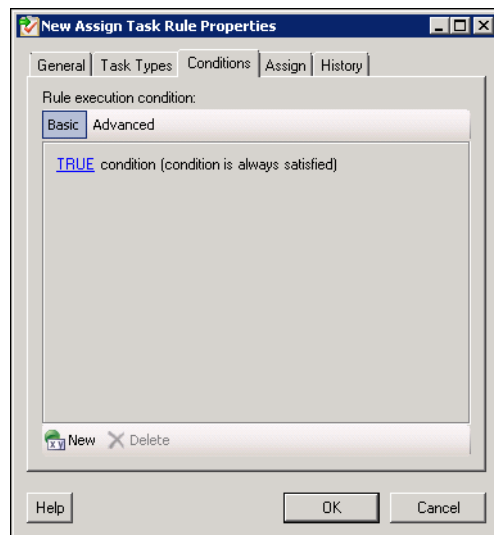 New Assign Task Rule Properties
General Task Types Conditions Assign History
Rule execution condition:
Basic Advanced
TRUE condition (condition is always satisfied)
x y New Delete
Help OK Cancel